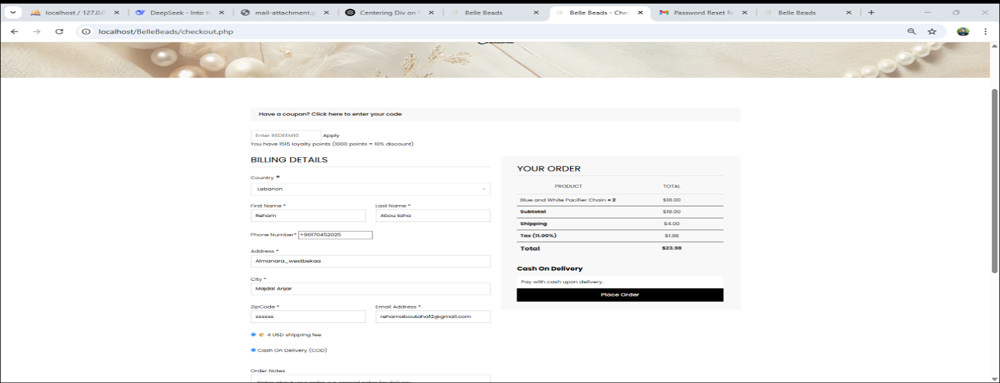 localhost / 127.0.0
DeepSeek - Into th
mail-attachment.g
Centering Div on
Belle Beads
Belle Beads - Chec
Password Reset Re
Belle Beads
localhost/BelleBeads/checkout.php
Have a coupon? Click here to enter your code
Enter REDEEM10 Apply
You have 1515 loyalty points (1000 points = 10% discount)
BILLING DETAILS
Country *
Lebanon
First Name * Last Name *
Reham Abou taha
Phone Number* +96170452025
Address *
Almanara_westbekaa
City *
Majdal Anjar
ZipCode * Email Address *
ssssss rehamaboutaha12@gmail.com
4 USD shipping fee
Cash On Delivery (COD)
Order Notes
YOUR ORDER
PRODUCT TOTAL
Blue and White Pacifier Chain × 2 $18.00
Subtotal $18.00
Shipping $4.00
Tax (11.00%) $1.98
Total $23.98
Cash On Delivery
Pay with cash upon delivery.
Place Order